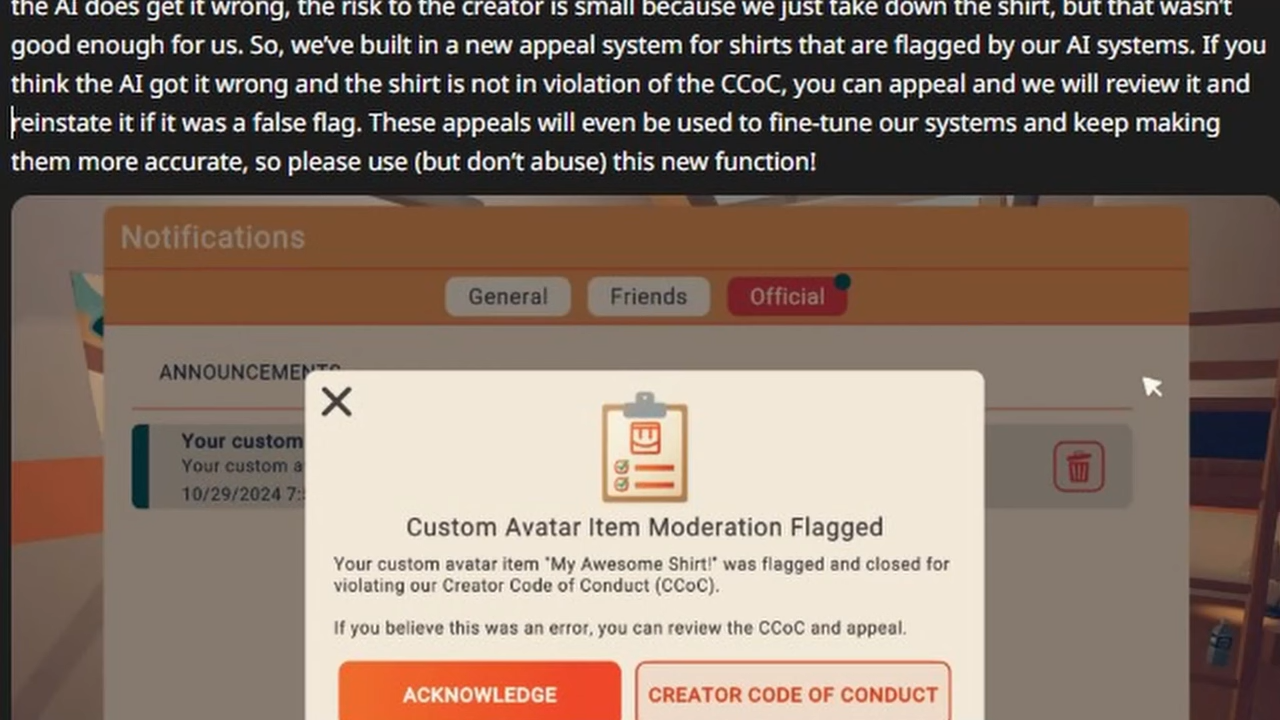 the AI does get it wrong, the risk to the creator is small because we just take down the shirt, but that wasn't
good enough for us. So, we've built in a new appeal system for shirts that are flagged by our AI systems. If you
think the AI got it wrong and the shirt is not in violation of the CCoC, you can appeal and we will review it and
reinstate it if it was a false flag. These appeals will even be used to fine-tune our systems and keep making
them more accurate, so please use (but don't abuse) this new function!
Notifications
General Friends Official
ANNOUNCEMENTS
Your custom
Your custom a
10/29/2024 7:
Custom Avatar Item Moderation Flagged
Your custom avatar item "My Awesome Shirt!" was flagged and closed for
violating our Creator Code of Conduct (CCoC).
If you believe this was an error, you can review the CCoC and appeal.
ACKNOWLEDGE CREATOR CODE OF CONDUCT